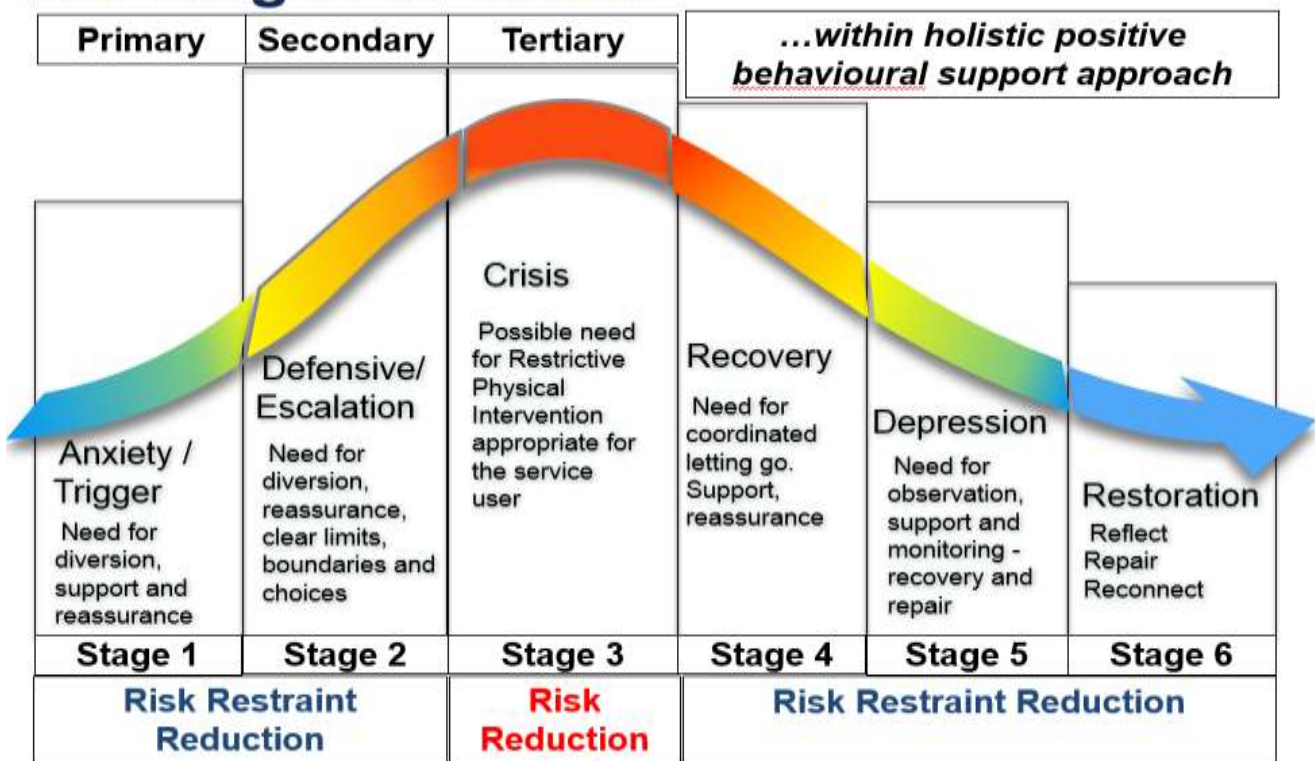 Primary
Secondary
Tertiary
...within holistic positive
behavioural support approach
Anxiety /
Trigger
Need for
diversion,
support and
reassurance
Defensive/
Escalation
Need for
diversion,
reassurance,
clear limits,
boundaries and
choices
Crisis
Possible need
for Restrictive
Physical
Intervention
appropriate for
the service
user
Recovery
Need for
coordinated
letting go.
Support,
reassurance
Depression
Need for
observation,
support and
monitoring -
recovery and
repair
Restoration
Reflect
Repair
Reconnect
Stage 1
Stage 2
Stage 3
Stage 4
Stage 5
Stage 6
Risk Restraint
Reduction
Risk
Reduction
Risk Restraint Reduction